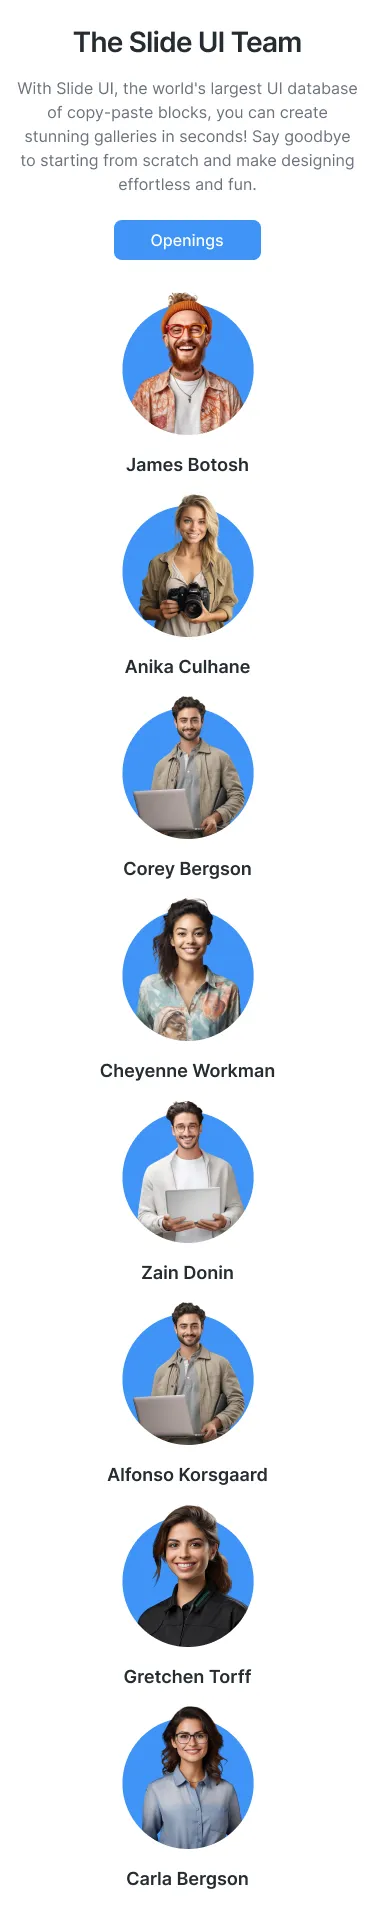 The Slide UI Team
With Slide UI, the world's largest UI database
of copy-paste blocks, you can create
stunning galleries in seconds! Say goodbye
to starting from scratch and make designing
effortless and fun.
Openings
James Botosh
Anika Culhane
Corey Bergson
Cheyenne Workman
Zain Donin
Alfonso Korsgaard
Gretchen Torff
Carla Bergson